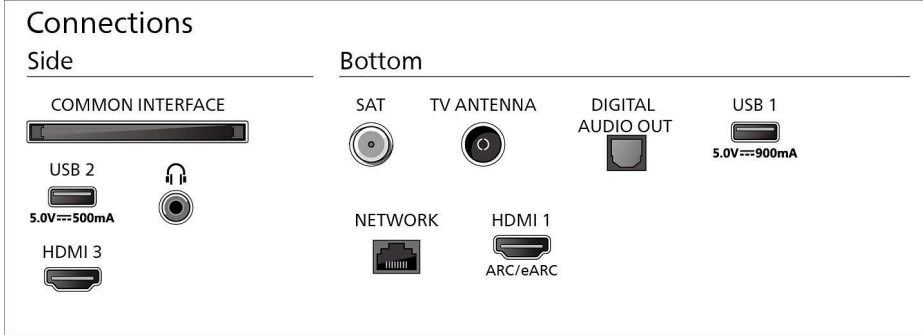 Connections
Side
COMMON INTERFACE
USB 2
5.0V⎓500mA
HDMI 3
Bottom
SAT
TV ANTENNA
DIGITAL
AUDIO OUT
USB 1
5.0V⎓900mA
NETWORK
HDMI 1
ARC/eARC